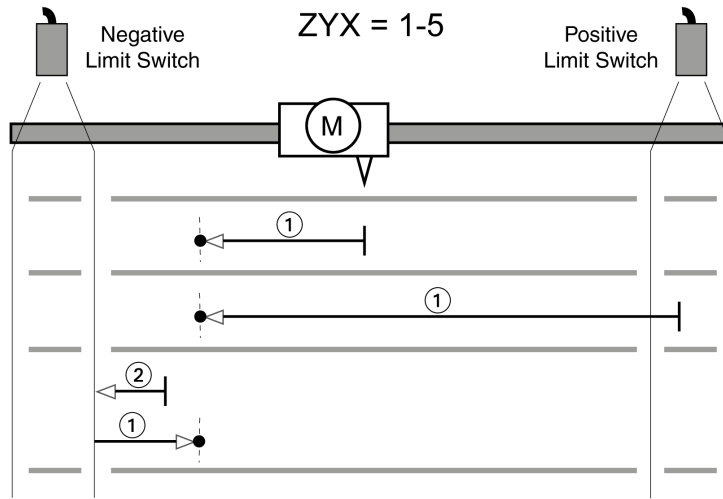 ZYX = 1-5
Negative
Limit Switch
Positive
Limit Switch
M
1
1
2
1